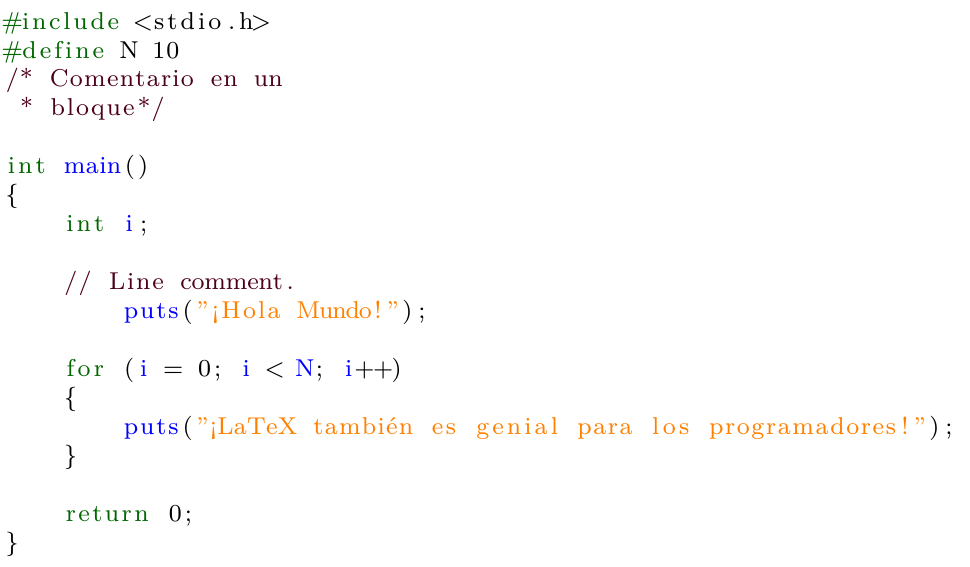 #include <stdio.h>
#define N 10
/* Comentario en un
 * bloque*/

int main()
{
    int i;

    // Line comment.
        puts("¡Hola Mundo!");

    for (i = 0; i < N; i++)
    {
        puts("¡LaTeX también es genial para los programadores!");
    }

    return 0;
}